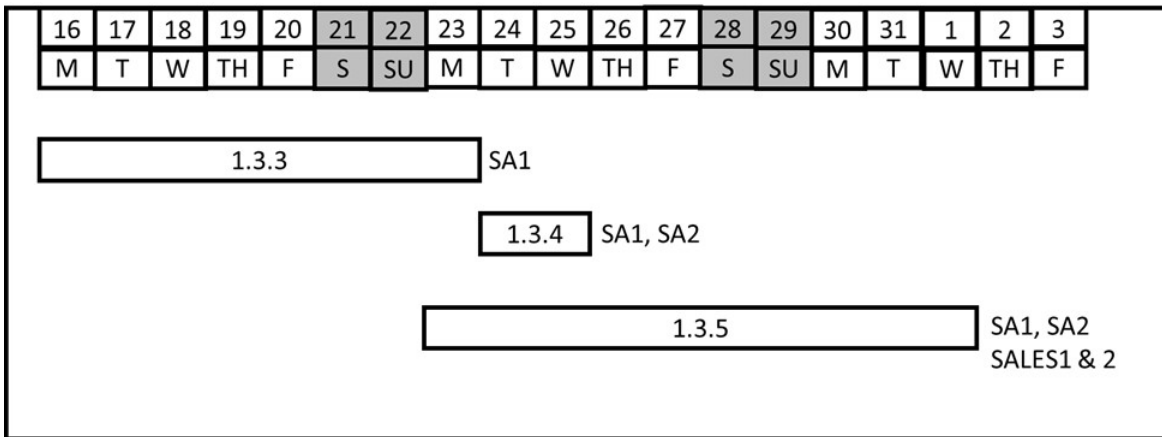 16 17 18 19 20 21 22 23 24 25 26 27 28 29 30 31 1 2 3
M T W TH F S SU M T W TH F S SU M T W TH F
1.3.3 SA1
1.3.4 SA1, SA2
1.3.5 SA1, SA2
SALES1 & 2